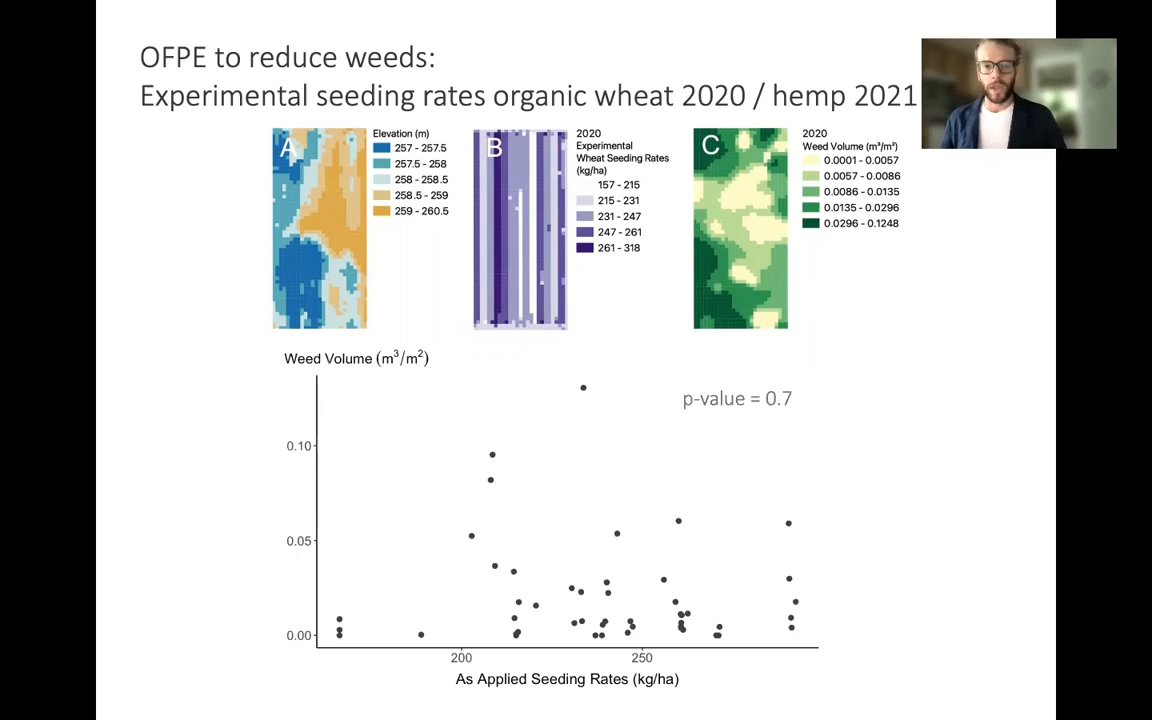 OFPE to reduce weeds:
Experimental seeding rates organic wheat 2020 / hemp 2021
A
Elevation (m)
257 - 257.5
257.5 - 258
258 - 258.5
258.5 - 259
259 - 260.5
B
2020
Experimental
Wheat Seeding Rates
(kg/ha)
157 - 215
215 - 231
231 - 247
247 - 261
261 - 318
C
2020
Weed Volume (m³/m²)
0.0001 - 0.0057
0.0057 - 0.0086
0.0086 - 0.0135
0.0135 - 0.0296
0.0296 - 0.1248
Weed Volume (m³/m²)
p-value = 0.7
0.10
0.05
0.00
200
250
As Applied Seeding Rates (kg/ha)